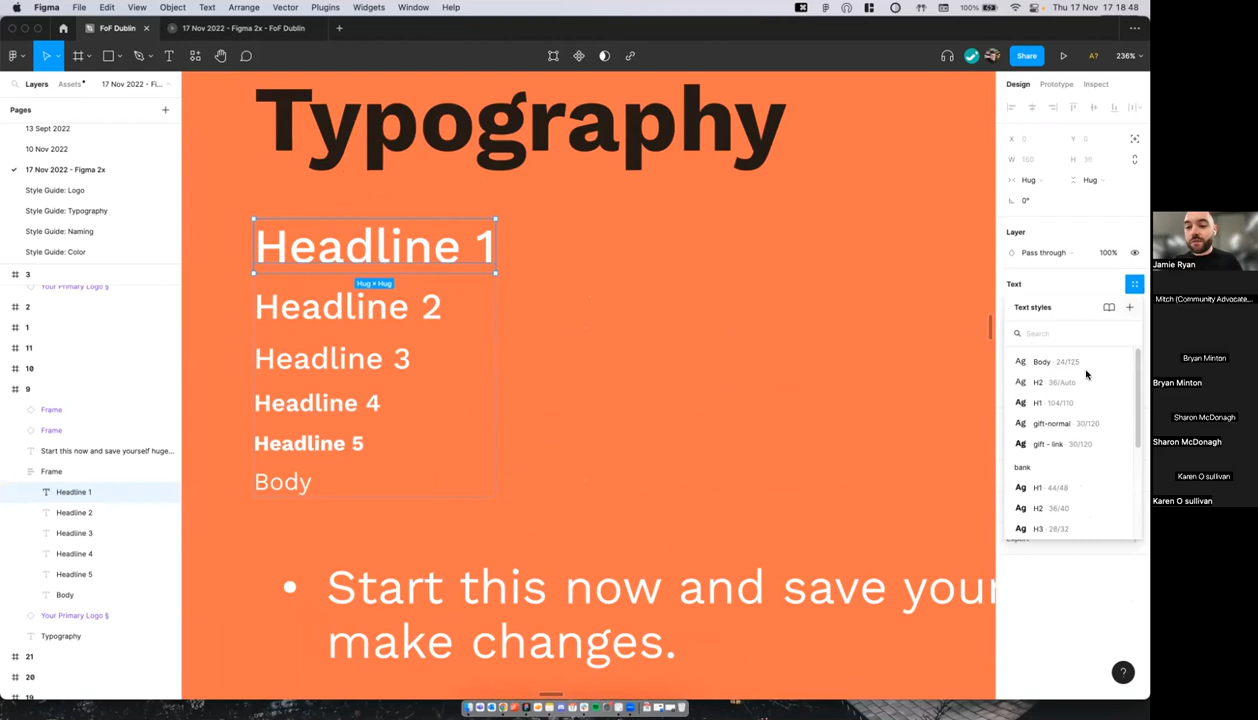 Figma File Edit View Object Text Arrange Vector Plugins Widgets Window Help 100% Thu 17 Nov 18 48
FoF Dublin 17 Nov 2022 - Figma 2x - FoF Dublin
Share A? 236%
Layers Assets 17 Nov 2022 - Fi...
Pages
13 Sept 2022
10 Nov 2022
17 Nov 2022 - Figma 2x
Style Guide: Logo
Style Guide: Typography
Style Guide: Naming
Style Guide: Color
3
Your Primary Logo §
2
1
11
10
9
Frame
Frame
Start this now and save yourself huge...
Frame
Headline 1
Headline 2
Headline 3
Headline 4
Headline 5
Body
Your Primary Logo §
Typography
21
20
19
Typography
Headline 1
Hug × Hug
Headline 2
Headline 3
Headline 4
Headline 5
Body
• Start this now and save your
make changes.
Design Prototype Inspect
X 0 Y 0
W 100 H
Hug Hug
0°
Layer
Pass through 100%
Text
Text styles
Search
Ag Body · 24/125
Ag H2 · 36/Auto
Ag H1 · 104/110
Ag gift-normal · 30/120
Ag gift - link · 30/120
bank
Ag H1 · 44/48
Ag H2 · 36/40
Ag H3 · 28/32
?
Jamie Ryan
Mitch (Community Advocate,...
Bryan Minton
Bryan Minton
Sharon McDonagh
Sharon McDonagh
Karen O sullivan
Karen O sullivan